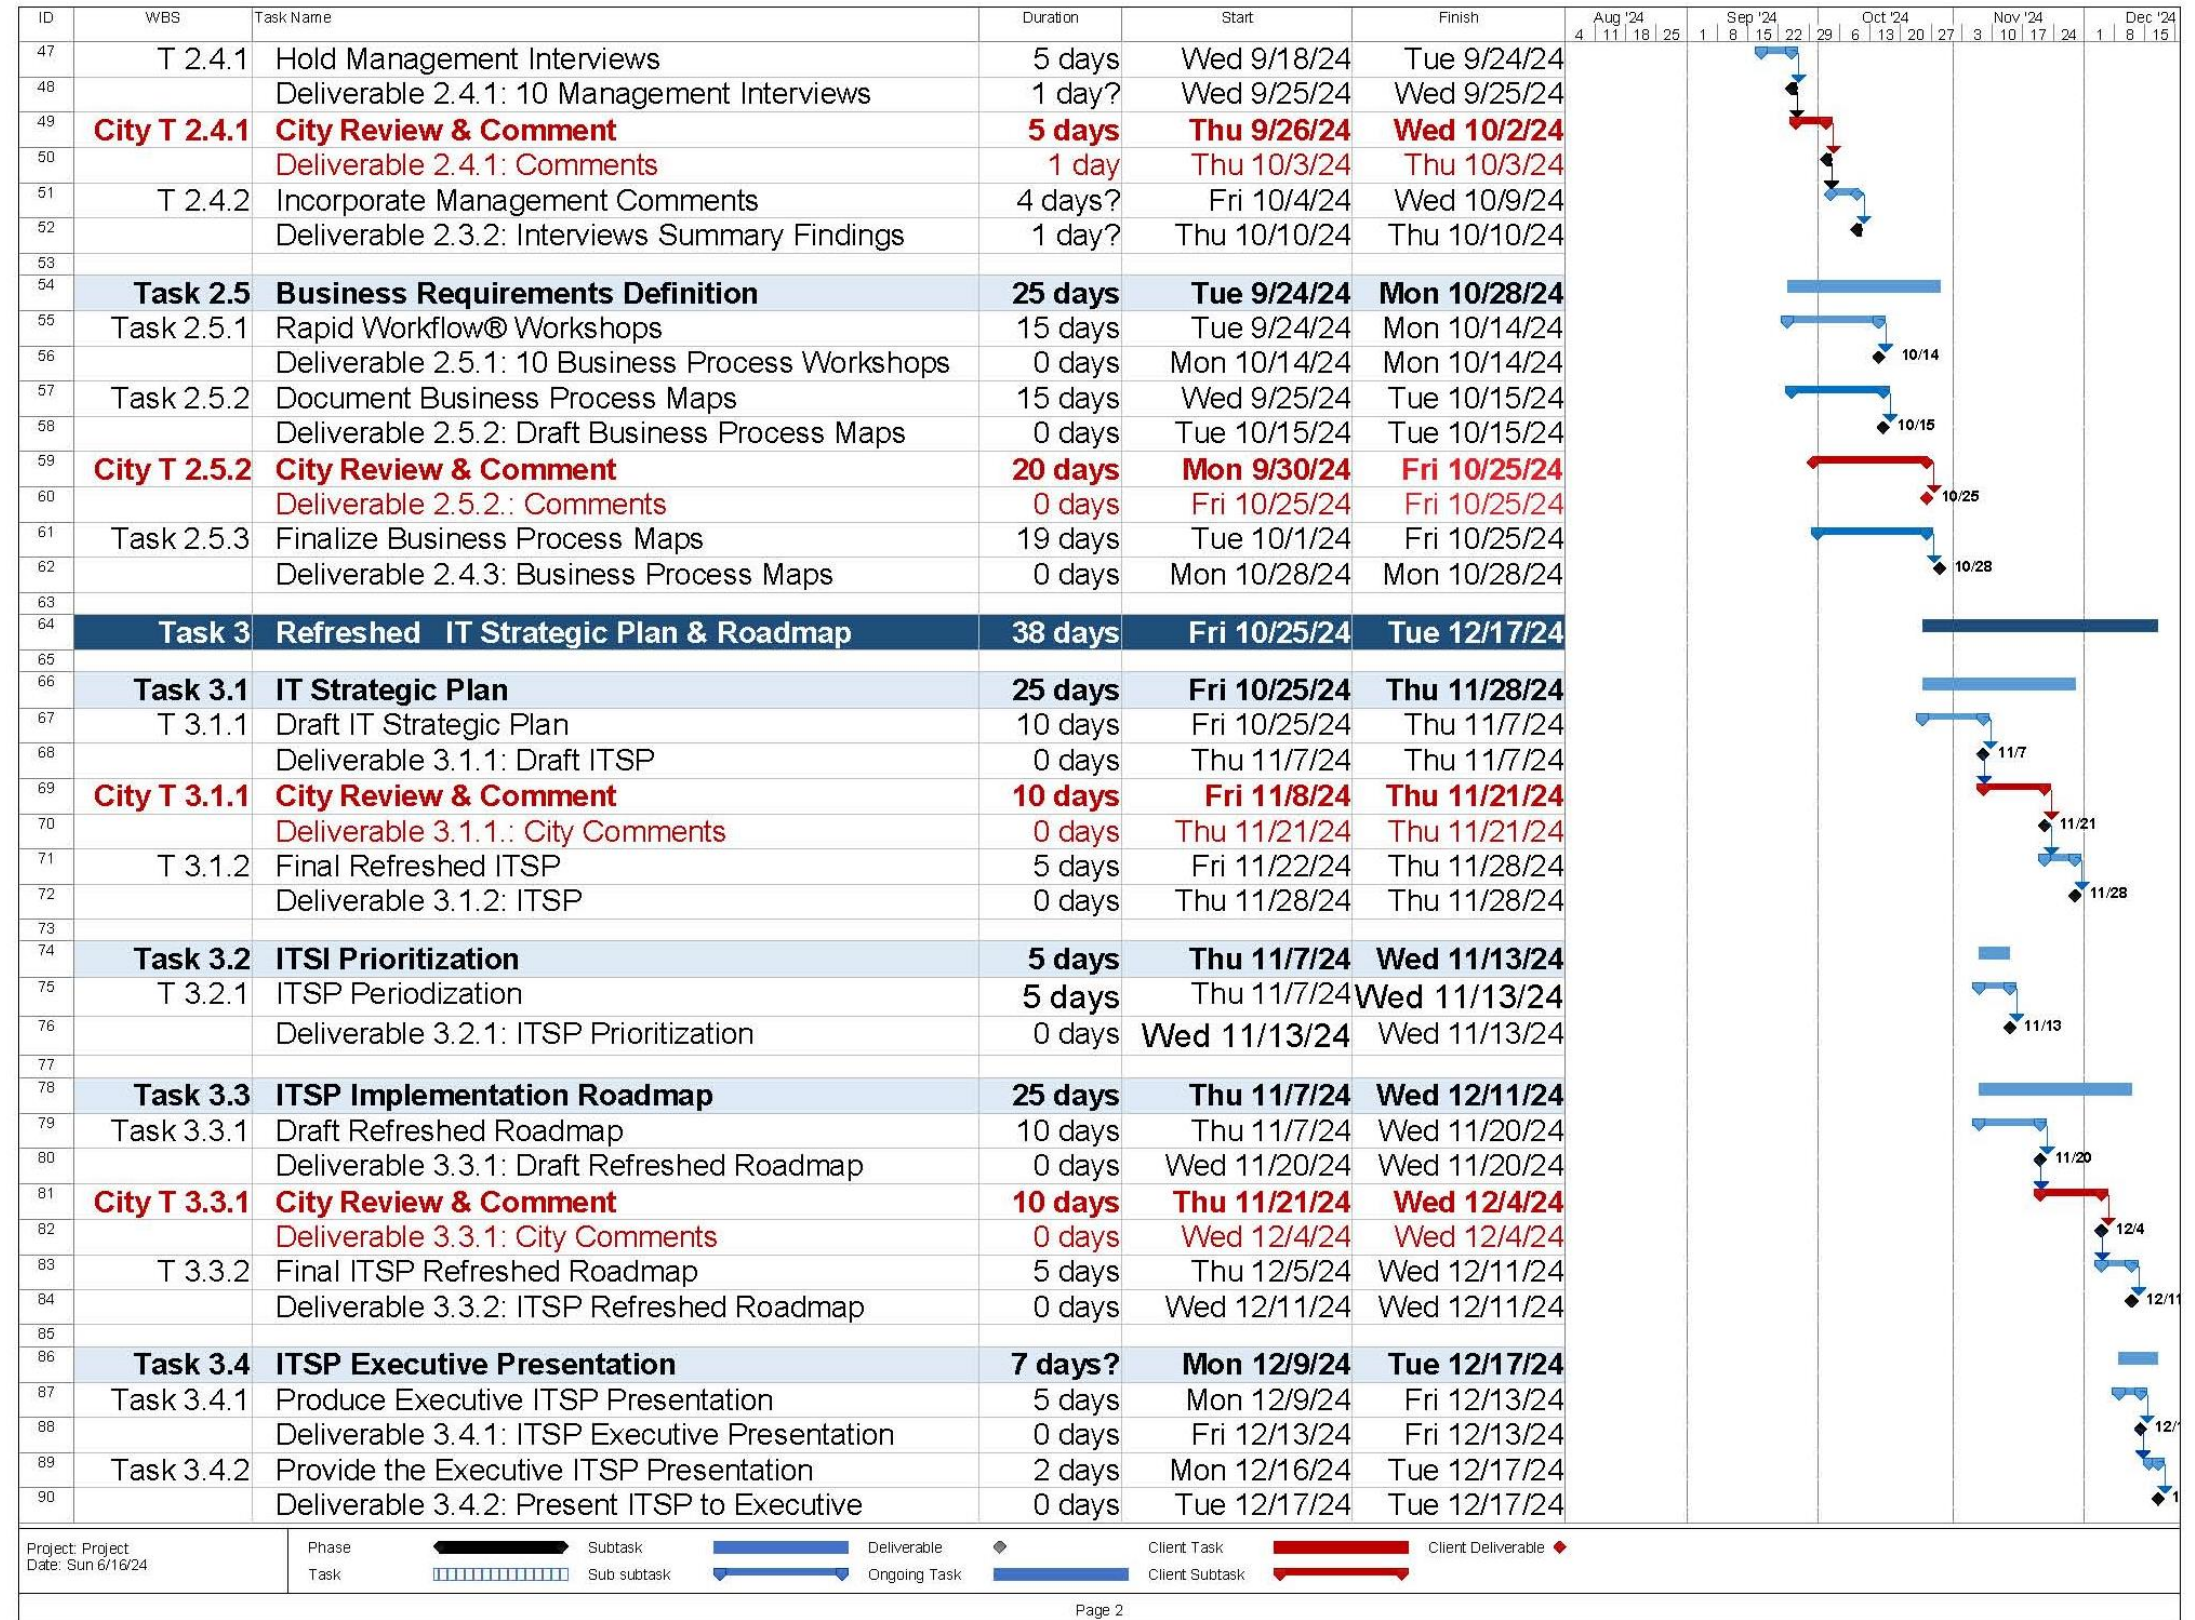 ID WBS Task Name Duration Start Finish Aug '24 Sep '24 Oct '24 Nov '24 Dec '24
4 11 18 25 1 8 15 22 29 6 13 20 27 3 10 17 24 1 8 15
47 T 2.4.1 Hold Management Interviews 5 days Wed 9/18/24 Tue 9/24/24
48 Deliverable 2.4.1: 10 Management Interviews 1 day? Wed 9/25/24 Wed 9/25/24
49 City T 2.4.1 City Review & Comment 5 days Thu 9/26/24 Wed 10/2/24
50 Deliverable 2.4.1: Comments 1 day Thu 10/3/24 Thu 10/3/24
51 T 2.4.2 Incorporate Management Comments 4 days? Fri 10/4/24 Wed 10/9/24
52 Deliverable 2.3.2: Interviews Summary Findings 1 day? Thu 10/10/24 Thu 10/10/24
53
54 Task 2.5 Business Requirements Definition 25 days Tue 9/24/24 Mon 10/28/24
55 Task 2.5.1 Rapid Workflow® Workshops 15 days Tue 9/24/24 Mon 10/14/24
56 Deliverable 2.5.1: 10 Business Process Workshops 0 days Mon 10/14/24 Mon 10/14/24 10/14
57 Task 2.5.2 Document Business Process Maps 15 days Wed 9/25/24 Tue 10/15/24
58 Deliverable 2.5.2: Draft Business Process Maps 0 days Tue 10/15/24 Tue 10/15/24 10/15
59 City T 2.5.2 City Review & Comment 20 days Mon 9/30/24 Fri 10/25/24
60 Deliverable 2.5.2.: Comments 0 days Fri 10/25/24 Fri 10/25/24 10/25
61 Task 2.5.3 Finalize Business Process Maps 19 days Tue 10/1/24 Fri 10/25/24
62 Deliverable 2.4.3: Business Process Maps 0 days Mon 10/28/24 Mon 10/28/24 10/28
63
64 Task 3 Refreshed IT Strategic Plan & Roadmap 38 days Fri 10/25/24 Tue 12/17/24
65
66 Task 3.1 IT Strategic Plan 25 days Fri 10/25/24 Thu 11/28/24
67 T 3.1.1 Draft IT Strategic Plan 10 days Fri 10/25/24 Thu 11/7/24
68 Deliverable 3.1.1: Draft ITSP 0 days Thu 11/7/24 Thu 11/7/24 11/7
69 City T 3.1.1 City Review & Comment 10 days Fri 11/8/24 Thu 11/21/24
70 Deliverable 3.1.1.: City Comments 0 days Thu 11/21/24 Thu 11/21/24 11/21
71 T 3.1.2 Final Refreshed ITSP 5 days Fri 11/22/24 Thu 11/28/24
72 Deliverable 3.1.2: ITSP 0 days Thu 11/28/24 Thu 11/28/24 11/28
73
74 Task 3.2 ITSI Prioritization 5 days Thu 11/7/24 Wed 11/13/24
75 T 3.2.1 ITSP Periodization 5 days Thu 11/7/24 Wed 11/13/24
76 Deliverable 3.2.1: ITSP Prioritization 0 days Wed 11/13/24 Wed 11/13/24 11/13
77
78 Task 3.3 ITSP Implementation Roadmap 25 days Thu 11/7/24 Wed 12/11/24
79 Task 3.3.1 Draft Refreshed Roadmap 10 days Thu 11/7/24 Wed 11/20/24
80 Deliverable 3.3.1: Draft Refreshed Roadmap 0 days Wed 11/20/24 Wed 11/20/24 11/20
81 City T 3.3.1 City Review & Comment 10 days Thu 11/21/24 Wed 12/4/24
82 Deliverable 3.3.1: City Comments 0 days Wed 12/4/24 Wed 12/4/24 12/4
83 T 3.3.2 Final ITSP Refreshed Roadmap 5 days Thu 12/5/24 Wed 12/11/24
84 Deliverable 3.3.2: ITSP Refreshed Roadmap 0 days Wed 12/11/24 Wed 12/11/24 12/11
85
86 Task 3.4 ITSP Executive Presentation 7 days? Mon 12/9/24 Tue 12/17/24
87 Task 3.4.1 Produce Executive ITSP Presentation 5 days Mon 12/9/24 Fri 12/13/24
88 Deliverable 3.4.1: ITSP Executive Presentation 0 days Fri 12/13/24 Fri 12/13/24 12/
89 Task 3.4.2 Provide the Executive ITSP Presentation 2 days Mon 12/16/24 Tue 12/17/24
90 Deliverable 3.4.2: Present ITSP to Executive 0 days Tue 12/17/24 Tue 12/17/24 1
Project: Project
Date: Sun 6/16/24
Phase Subtask Deliverable Client Task Client Deliverable
Task Sub subtask Ongoing Task Client Subtask
Page 2